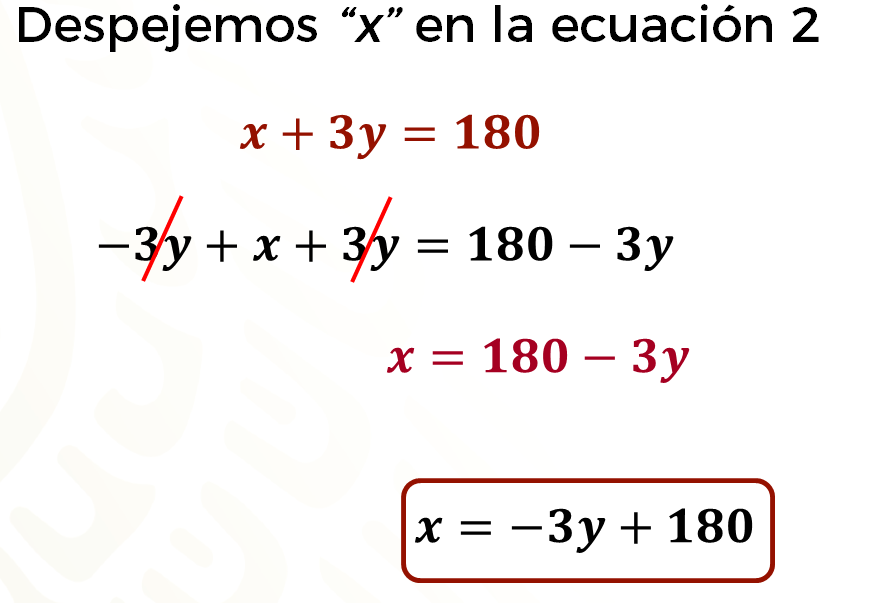 Despejemos “x” en la ecuación 2
x + 3y = 180
−3y + x + 3y = 180 − 3y
x = 180 − 3y
x = −3y + 180